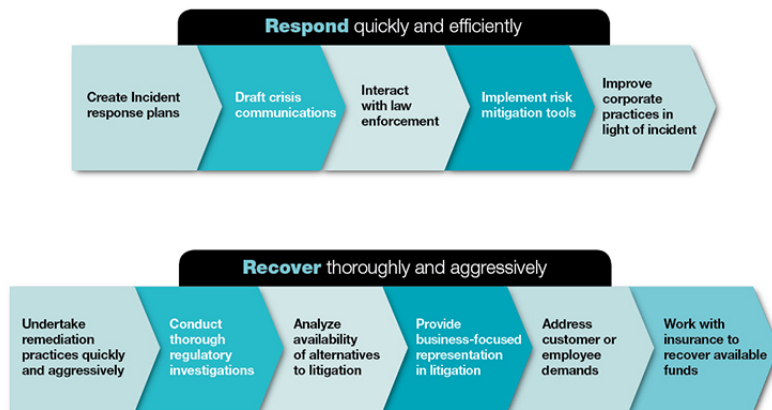 Respond quickly and efficiently
Create Incident
response plans
Draft crisis
communications
Interact
with law
enforcement
Implement risk
mitigation tools
Improve
corporate
practices in
light of incident
Recover thoroughly and aggressively
Undertake
remediation
practices quickly
and aggressively
Conduct
thorough
regulatory
investigations
Analyze
availability
of alternatives
to litigation
Provide
business-focused
representation
in litigation
Address
customer or
employee
demands
Work with
insurance to
recover available
funds